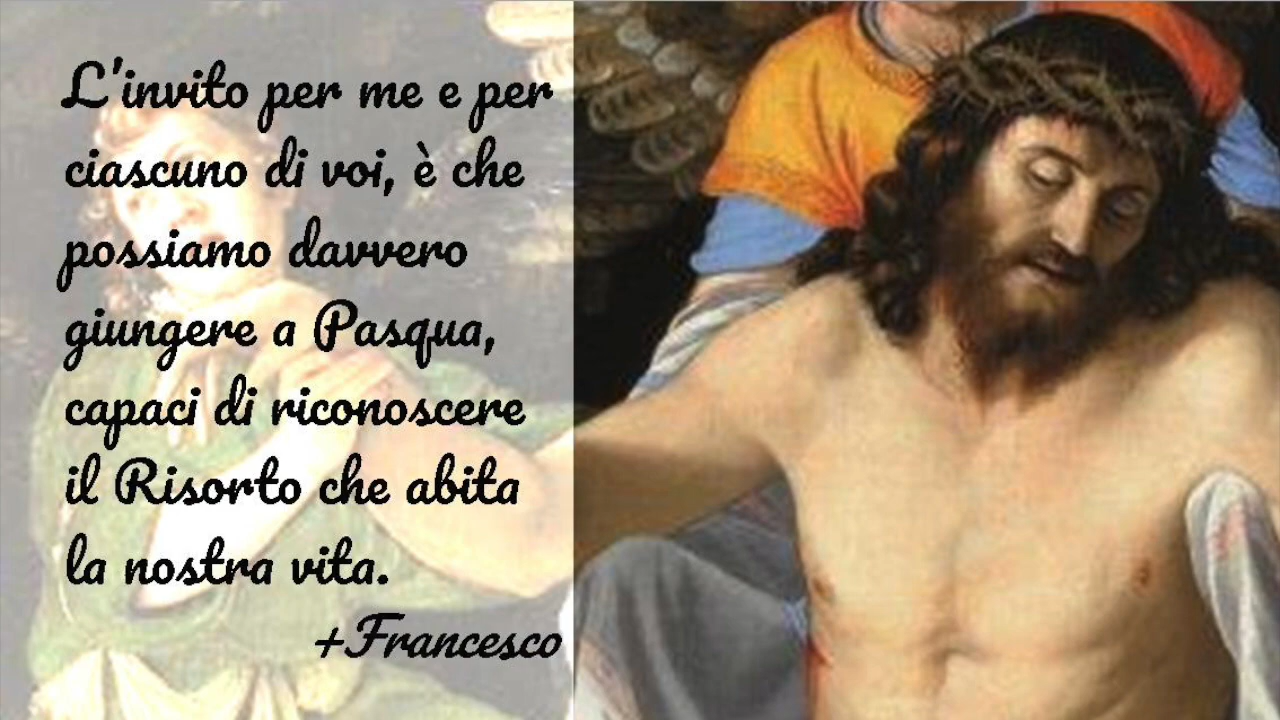 L'invito per me e per
ciascuno di voi, è che
possiamo davvero
giungere a Pasqua,
capaci di riconoscere
il Risorto che abita
la nostra vita.
+Francesco